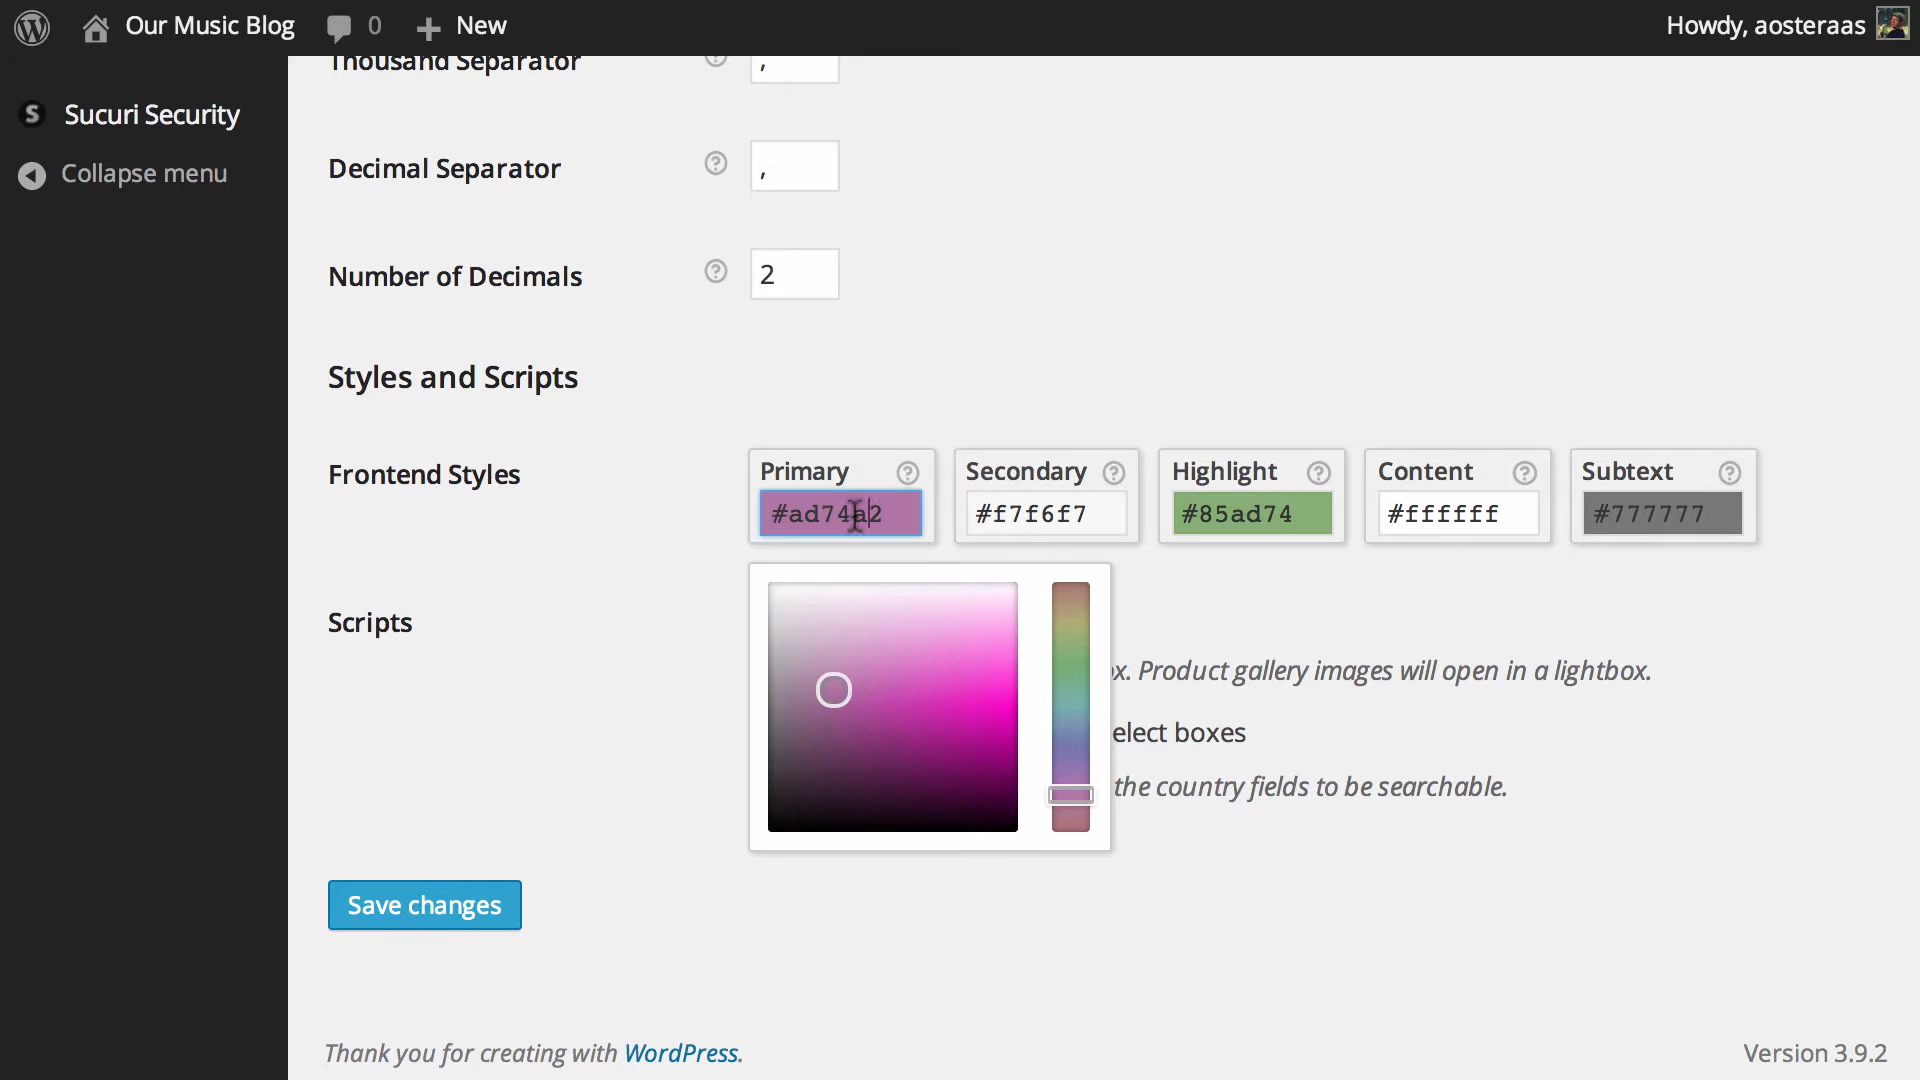 Our Music Blog 0 New Howdy, aosteraas
Sucuri Security
Collapse menu
Thousand Separator ? ,
Decimal Separator ? ,
Number of Decimals ? 2
Styles and Scripts
Frontend Styles
Primary ? Secondary ? Highlight ? Content ? Subtext ?
#ad74a2 #f7f6f7 #85ad74 #ffffff #777777
Scripts
x. Product gallery images will open in a lightbox.
elect boxes
the country fields to be searchable.
Save changes
Thank you for creating with WordPress. Version 3.9.2